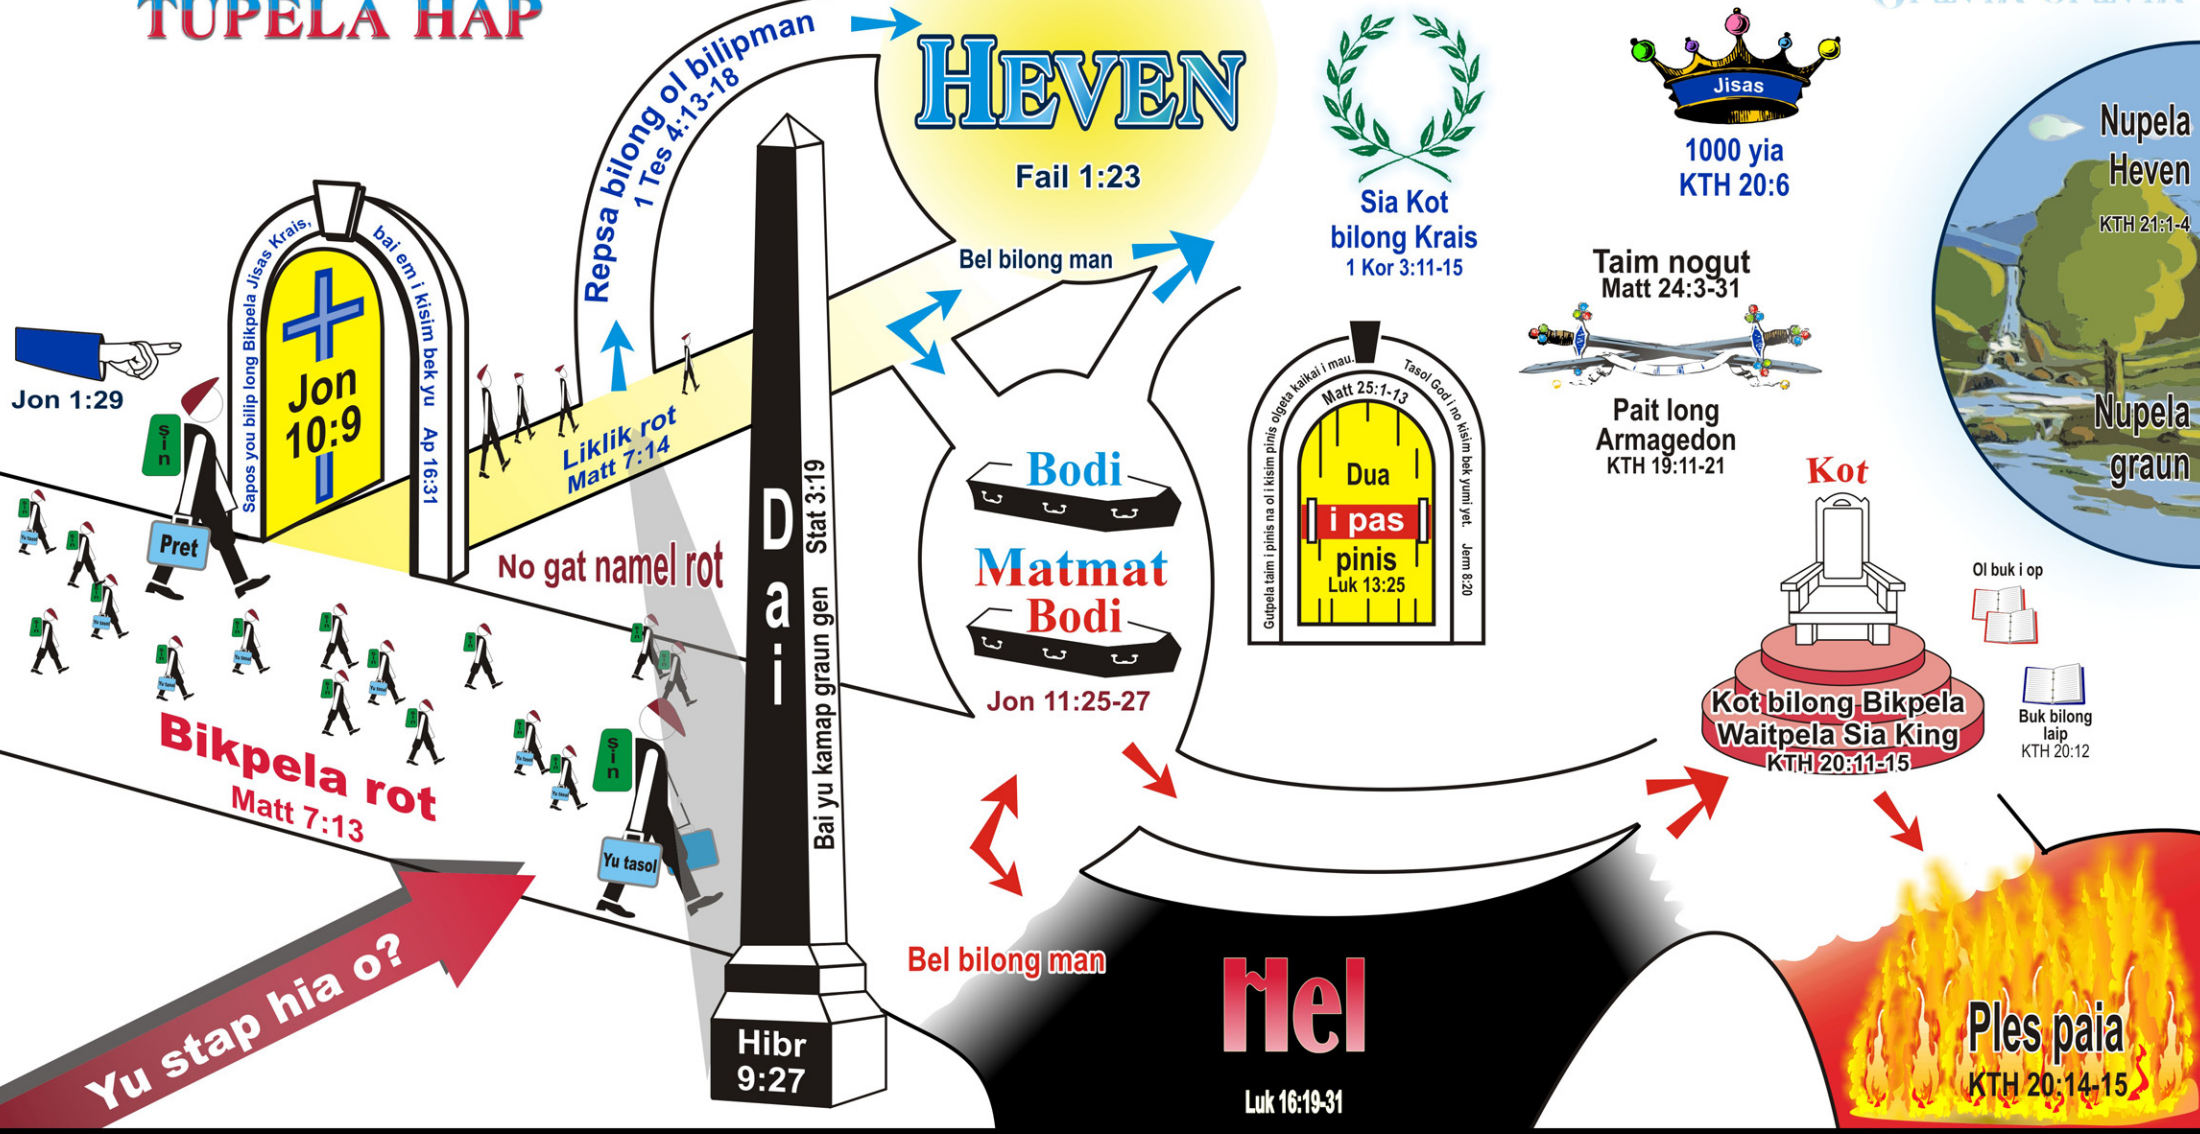 TUPELA HAP
Repsa bilong ol bilipman
1 Tes 4:13-18
HEVEN
Fail 1:23
Bel bilong man
Sia Kot
bilong Krais
1 Kor 3:11-15
Jisas
1000 yia
KTH 20:6
Nupela
Heven
KTH 21:1-4
Nupela
graun
Taim nogut
Matt 24:3-31
Pait long
Armagedon
KTH 19:11-21
Jon 1:29
Sapos you bilip long Bikpela Jisas Krais,
bai em i kisim bek yu Ap 16:31
Jon
10:9
sin
Pret
Liklik rot
Matt 7:14
No gat namel rot
Dai
Stat 3:19
Bai yu kamap graun gen
Hibr
9:27
Bodi
Matmat
Bodi
Jon 11:25-27
Gutpela taim i pinis na ol i kisim pinis olgeta kaikai i mau.
Tasol God i no kisim bek yumi yet. Jerm 8:20
Matt 25:1-13
Dua
i pas
pinis
Luk 13:25
Kot
Ol buk i op
Buk bilong
laip
KTH 20:12
Kot bilong Bikpela
Waitpela Sia King
KTH 20:11-15
Bikpela rot
Matt 7:13
sin
Yu tasol
Yu stap hia o?
Bel bilong man
Hel
Luk 16:19-31
Ples paia
KTH 20:14-15